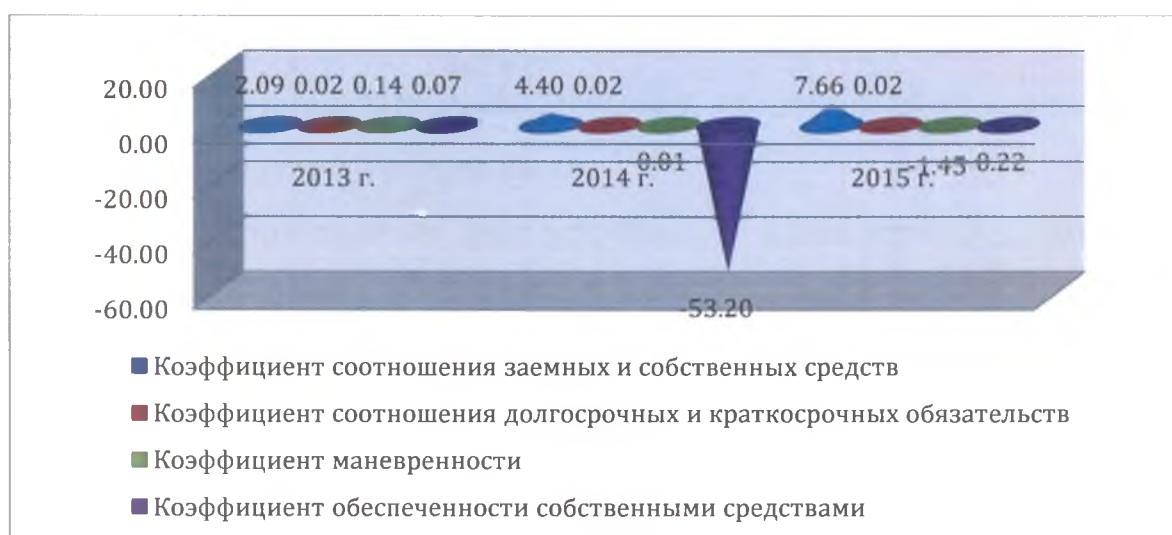 20.00
0.00
-20.00
-40.00
-60.00
2.09 0.02 0.14 0.07
4.40 0.02
7.66 0.02
-0.01
-1.45 -0.22
2013 г.
2014 г.
2015 г.
-53.20
Коэффициент соотношения заемных и собственных средств
Коэффициент соотношения долгосрочных и краткосрочных обязательств
Коэффициент маневренности
Коэффициент обеспеченности собственными средствами